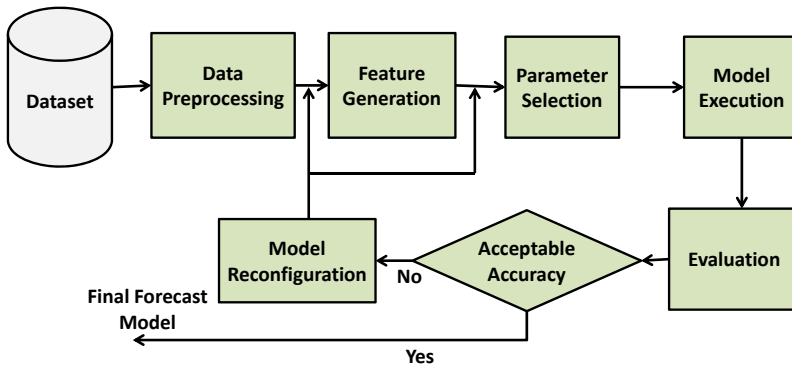 Dataset
Data
Preprocessing
Feature
Generation
Parameter
Selection
Model
Execution
Model
Reconfiguration
No
Acceptable
Accuracy
Evaluation
Final Forecast
Model
Yes